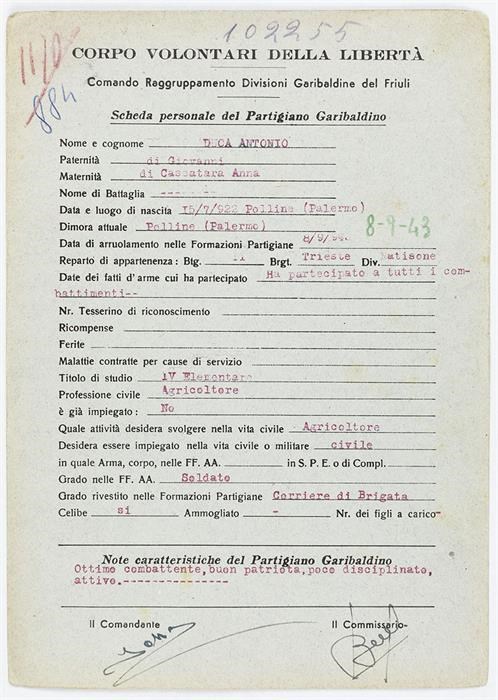 102255
11/0
884
CORPO VOLONTARI DELLA LIBERTÀ
Comando Raggruppamento Divisioni Garibaldine del Friuli
Scheda personale del Partigiano Garibaldino
Nome e cognome DUCA ANTONIO
Paternità di Giovanni
Maternità di Cassatara Anna
Nome di Battaglia --------
Data e luogo di nascita 15/7/922 Polline (Palermo)
Dimora attuale Polline (Palermo) 8-9-43
Data di arruolamento nelle Formazioni Partigiane 8/9/94
Reparto di appartenenza: Btg. Brgt. Trieste Div. Natisone
Date dei fatti d'arme cui ha partecipato Ha partecipato a tutti i com-
battimenti--
Nr. Tesserino di riconoscimento
Ricompense
Ferite
Malattie contratte per cause di servizio
Titolo di studio IV Elementare
Professione civile Agricoltore
è già impiegato: No
Quale attività desidera svolgere nella vita civile Agricoltore
Desidera essere impiegato nella vita civile o militare civile
in quale Arma, corpo, nelle FF. AA. in S. P. E. o di Compl.
Grado nelle FF. AA. Soldato
Grado rivestito nelle Formazioni Partigiane Corriere di Brigata
Celibe si Ammogliato - Nr. dei figli a carico-
Note caratteristiche del Partigiano Garibaldino
Ottimo combattente, buon patriota, poco disciplinato,
attivo.------------
Il Comandante Il Commissario